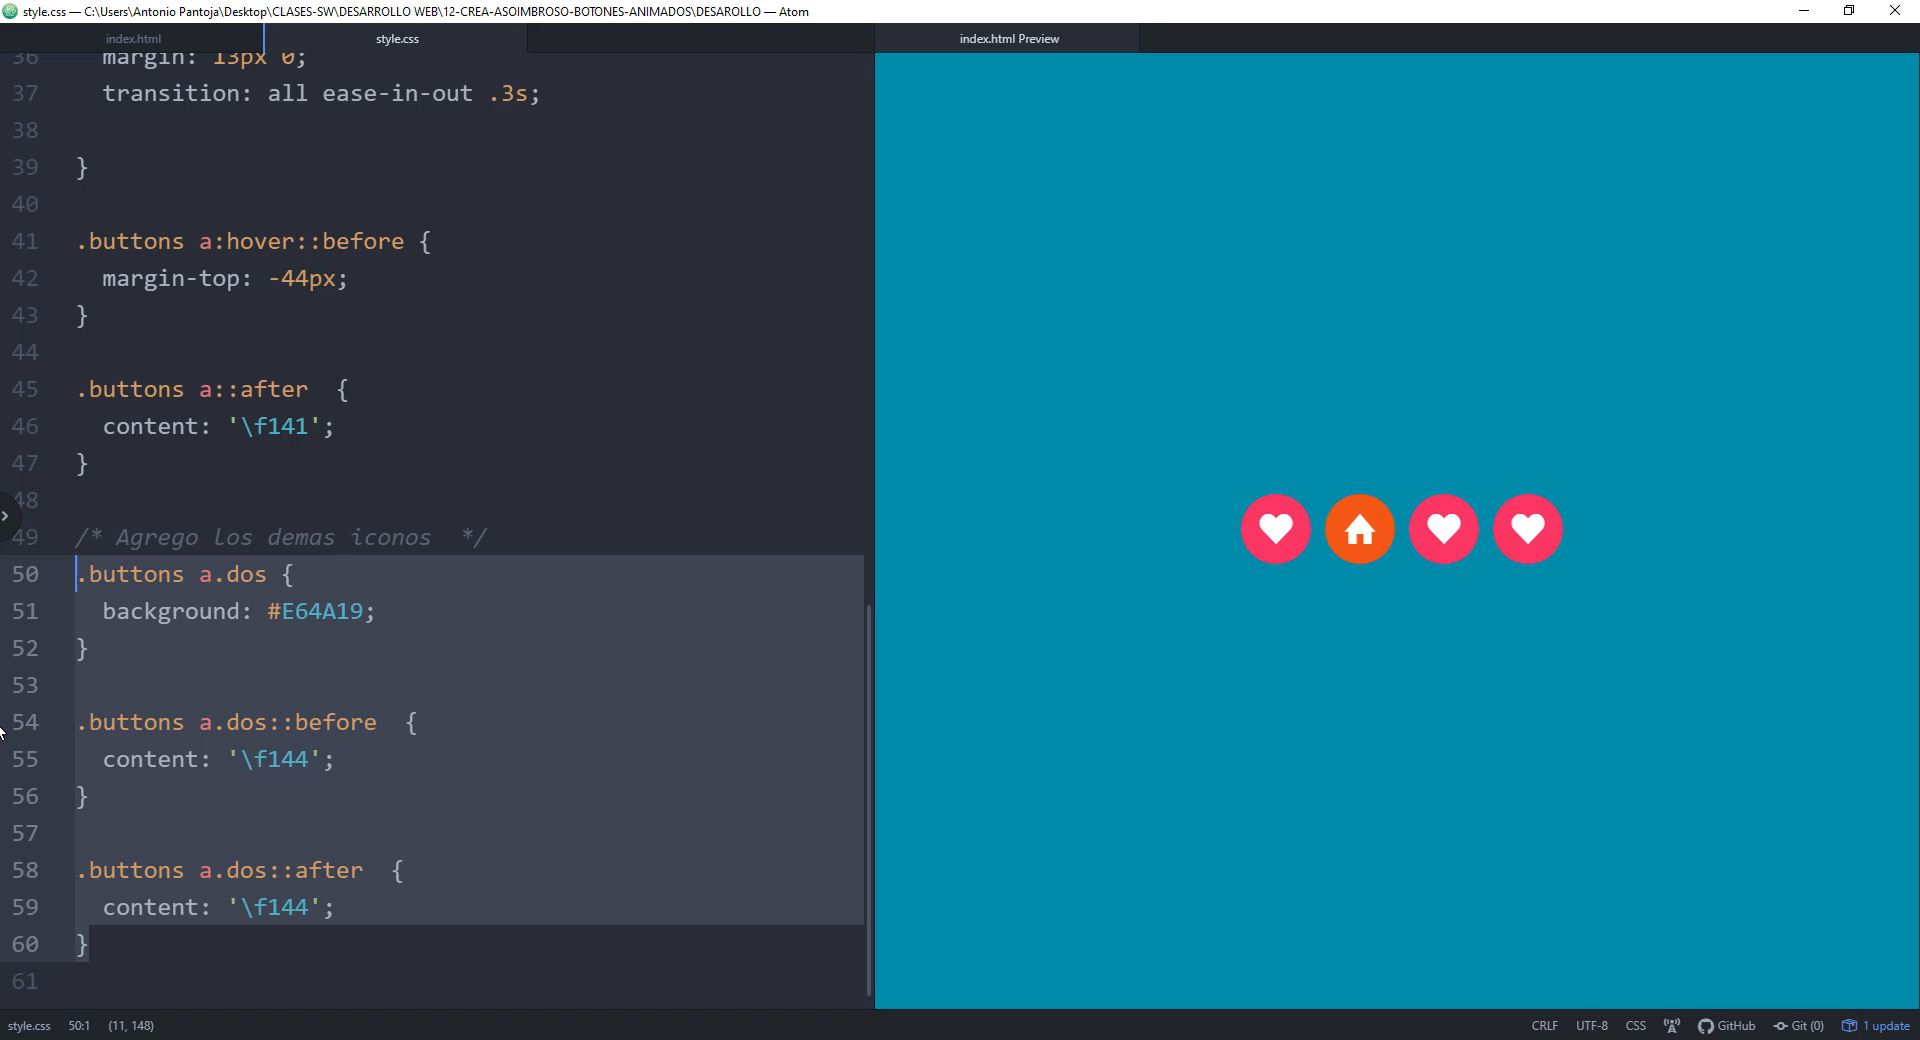 style.css — C:\Users\Antonio Pantoja\Desktop\CLASES-SW\DESARROLLO WEB\12-CREA-ASOIMBROSO-BOTONES-ANIMADOS\DESAROLLO — Atom
index.html
style.css
index.html Preview
36 margin: 13px 0;
37 transition: all ease-in-out .3s;
38
39 }
40
41 .buttons a:hover::before {
42 margin-top: -44px;
43 }
44
45 .buttons a::after {
46 content: '\f141';
47 }
48
49 /* Agrego los demas iconos */
50 .buttons a.dos {
51 background: #E64A19;
52 }
53
54 .buttons a.dos::before {
55 content: '\f144';
56 }
57
58 .buttons a.dos::after {
59 content: '\f144';
60 }
61
style.css 50:1 (11, 148) CRLF UTF-8 CSS GitHub Git (0) 1 update